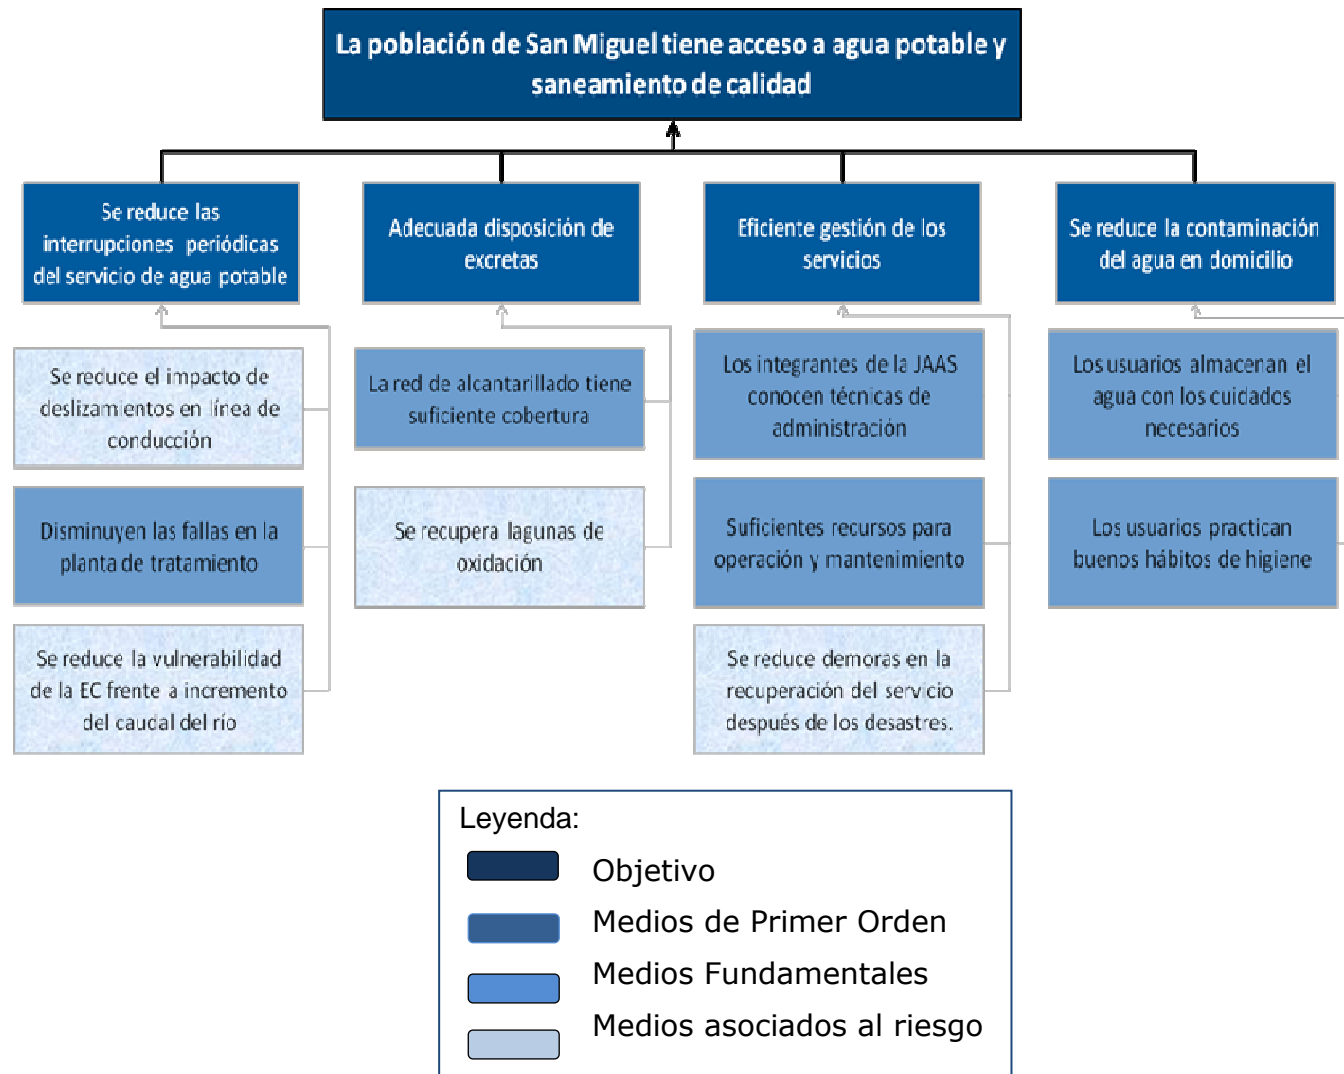 La población de San Miguel tiene acceso a agua potable y
saneamiento de calidad
Se reduce las
interrupciones periódicas
del servicio de agua potable
Adecuada disposición de
excretas
Eficiente gestión de los
servicios
Se reduce la contaminación
del agua en domicilio
Se reduce el impacto de
deslizamientos en línea de
conducción
La red de alcantarillado tiene
suficiente cobertura
Los integrantes de la JAAS
conocen técnicas de
administración
Los usuarios almacenan el
agua con los cuidados
necesarios
Disminuyen las fallas en la
planta de tratamiento
Se recupera lagunas de
oxidación
Suficientes recursos para
operación y mantenimiento
Los usuarios practican
buenos hábitos de higiene
Se reduce la vulnerabilidad
de la EC frente a incremento
del caudal del río
Se reduce demoras en la
recuperación del servicio
después de los desastres.
Leyenda:
Objetivo
Medios de Primer Orden
Medios Fundamentales
Medios asociados al riesgo